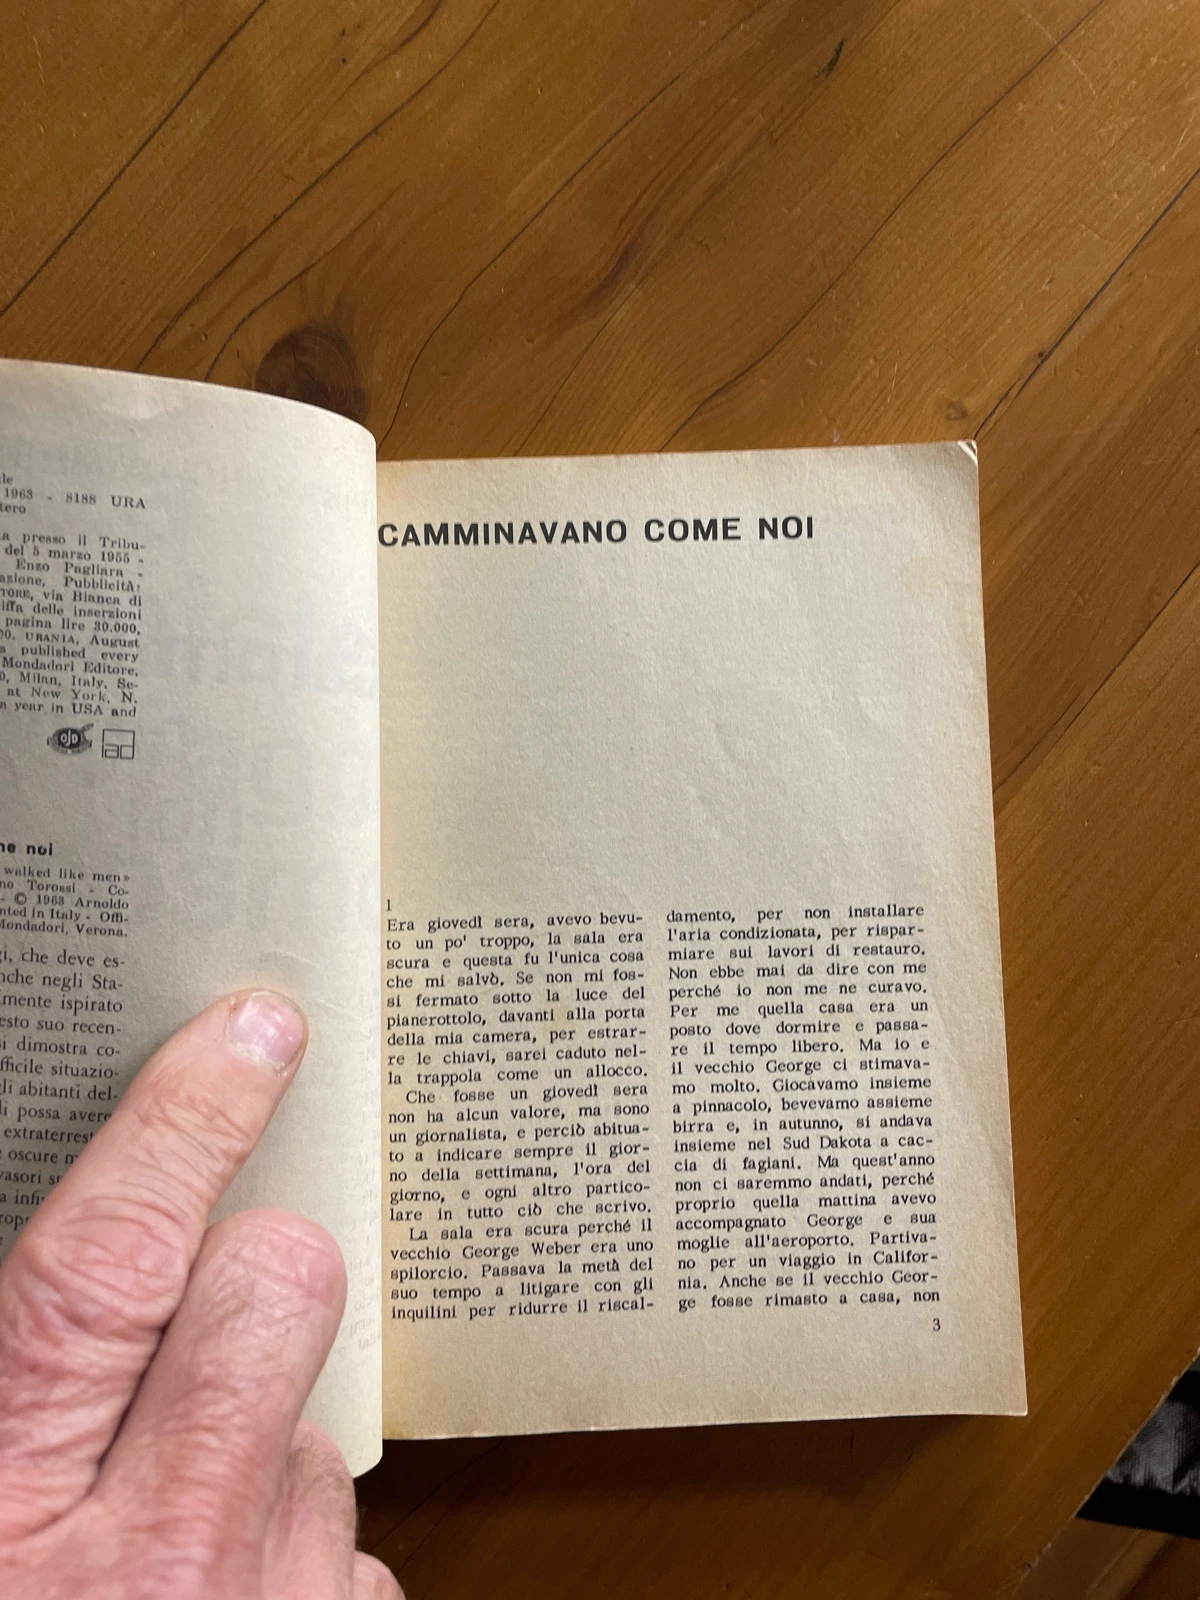 1963 - 8188 URA
presso il Tribu-
del 5 marzo 1955 -
Enzo Pagliara -
Pubblicità:
via Bianca di
delle inserzioni
pagina lire 30.000,
URANIA, August
published every
Mondadori Editore,
Milan, Italy. Se-
at New York, N.
year in USA and
OJD
ad
noi
walked like men»
Torossi - Co-
- © 1963 Arnoldo
in Italy - Offi-
Mondadori, Verona.
che deve es-
negli Sta-
ispirato
suo recen-
dimostra co-
situazio-
abitanti del-
possa avere
oscure
CAMMINAVANO COME NOI
1
Era giovedì sera, avevo bevu-
to un po' troppo, la sala era
scura e questa fu l'unica cosa
che mi salvò. Se non mi fos-
si fermato sotto la luce del
pianerottolo, davanti alla porta
della mia camera, per estrar-
re le chiavi, sarei caduto nel-
la trappola come un allocco.
Che fosse un giovedì sera
non ha alcun valore, ma sono
un giornalista, e perciò abitua-
to a indicare sempre il gior-
no della settimana, l'ora del
giorno, e ogni altro partico-
lare in tutto ciò che scrivo.
La sala era scura perché il
vecchio George Weber era uno
spilorcio. Passava la metà del
suo tempo a litigare con gli
inquilini per ridurre il riscal-
damento, per non installare
l'aria condizionata, per rispar-
miare sui lavori di restauro.
Non ebbe mai da dire con me
perché io non me ne curavo.
Per me quella casa era un
posto dove dormire e passa-
re il tempo libero. Ma io e
il vecchio George ci stimava-
mo molto. Giocavamo insieme
a pinnacolo, bevevamo assieme
birra e, in autunno, si andava
insieme nel Sud Dakota a cac-
cia di fagiani. Ma quest'anno
non ci saremmo andati, perché
proprio quella mattina avevo
accompagnato George e sua
moglie all'aeroporto. Partiva-
no per un viaggio in Califor-
nia. Anche se il vecchio Geor-
ge fosse rimasto a casa, non
3